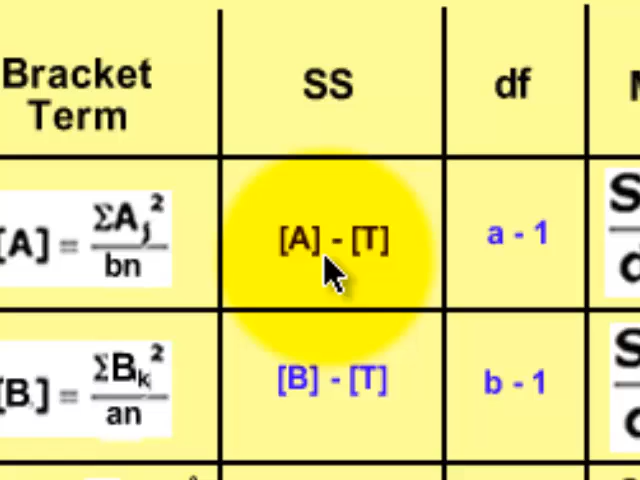 Bracket Term SS df
[A] = ΣAj² / bn [A] - [T] a - 1 S
[B] = ΣBk² / an [B] - [T] b - 1 S